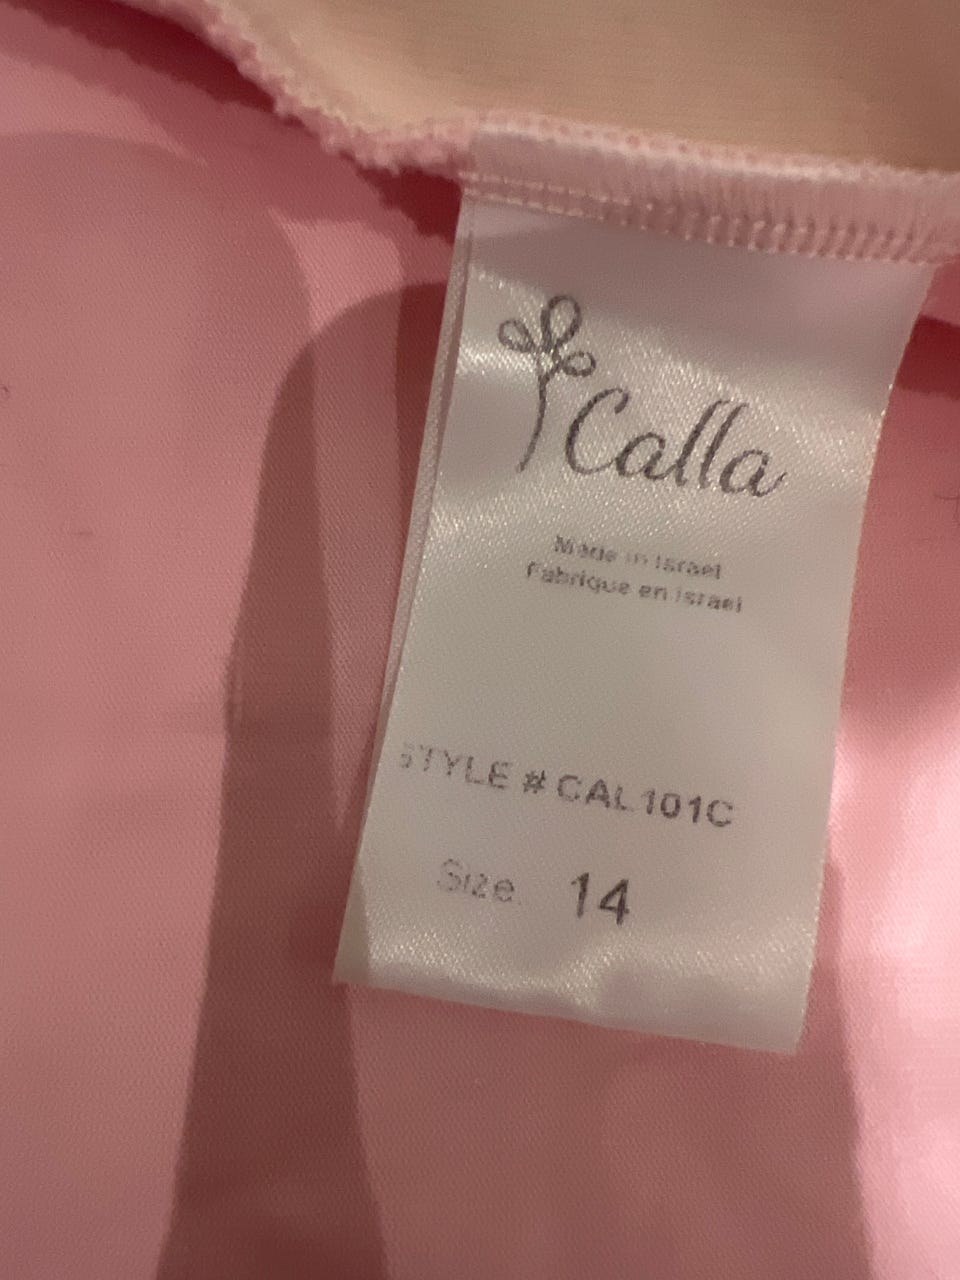 Calla
Made in Israel
Fabrique en Israel
STYLE # CAL101C
Size 14